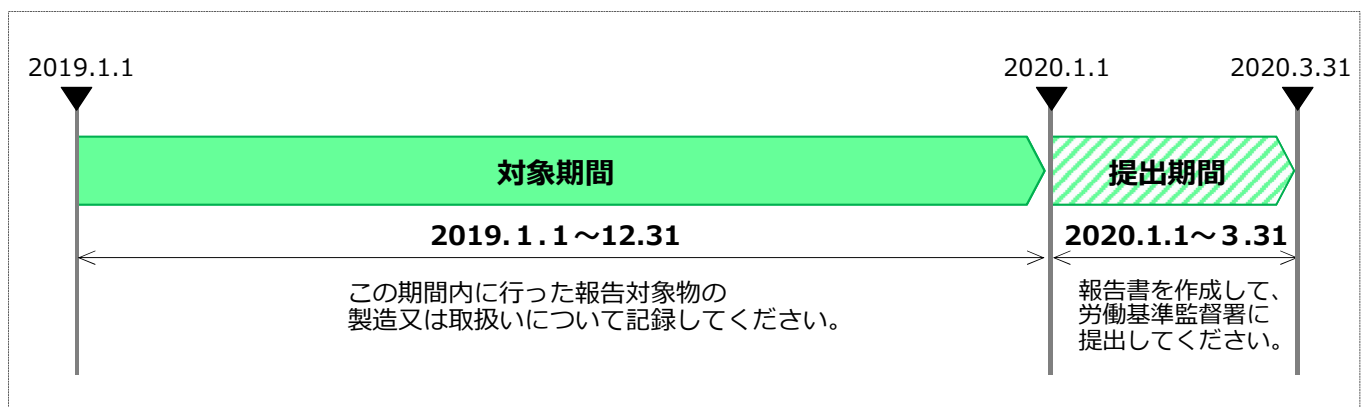 2019.1.1
2020.1.1
2020.3.31
対象期間
提出期間
2019.１.１～12.31
2020.1.1～３.31
この期間内に行った報告対象物の
製造又は取扱いについて記録してください。
報告書を作成して、
労働基準監督署に
提出してください。